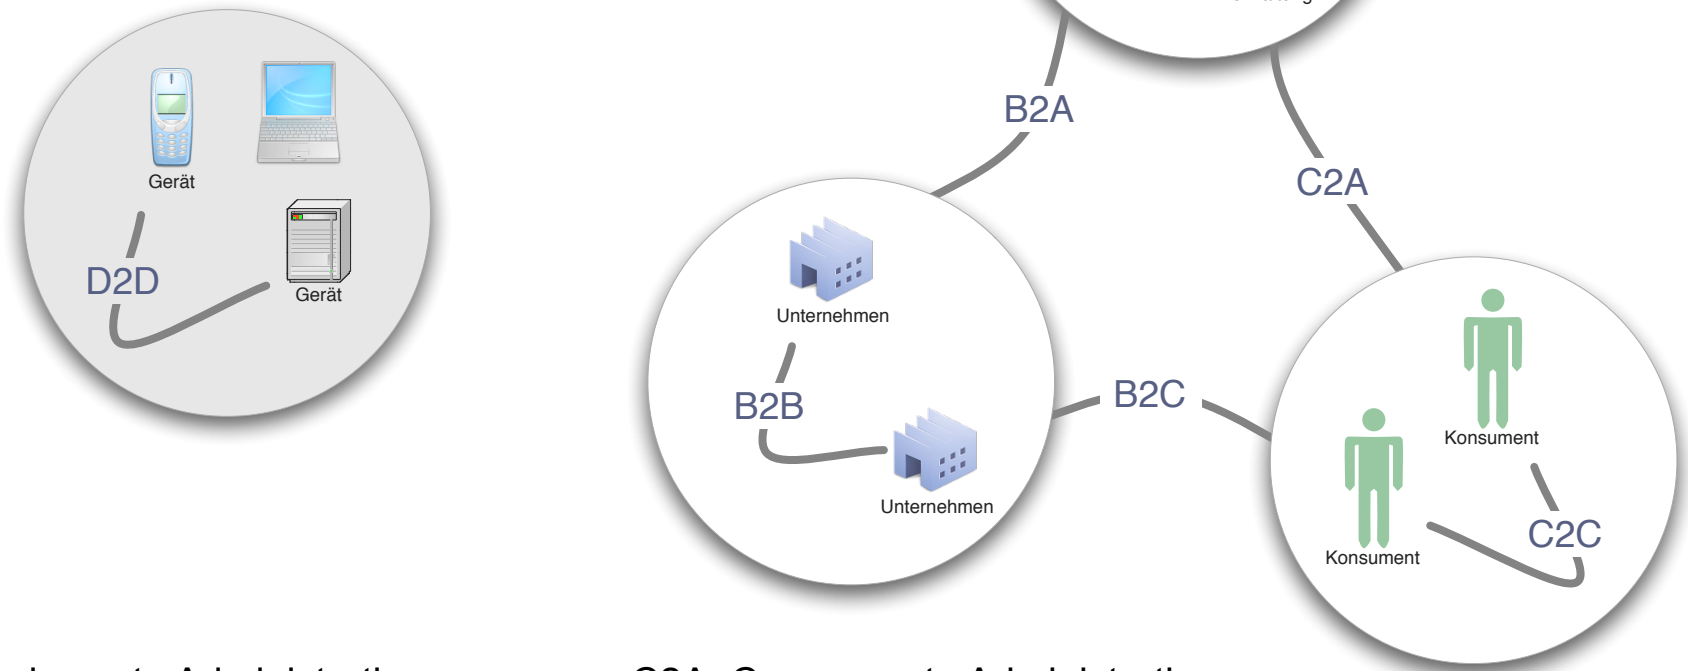 B2A
C2A
Gerät
D2D
Gerät
Unternehmen
B2B
B2C
Unternehmen
Konsument
Konsument
C2C